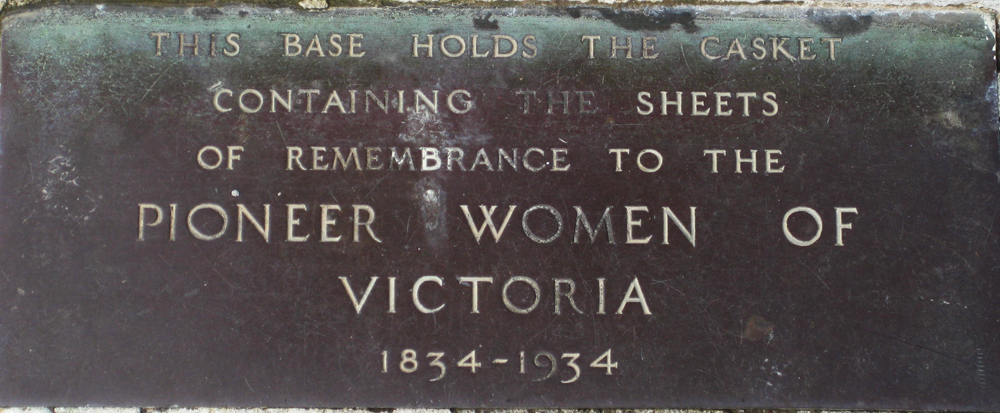 THIS BASE HOLDS THE CASKET
CONTAINING THE SHEETS
OF REMEMBRANCE TO THE
PIONEER WOMEN OF
VICTORIA
1834-1934